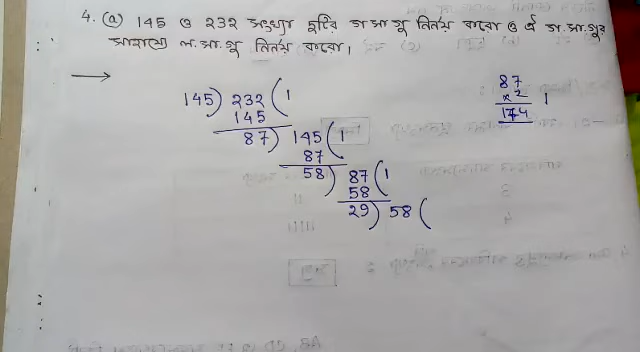 4. (a) 145 ও 232 সংখ্যা দুটির গ.সা.গু নির্ণয় করো ও ঐ গ.সা.গুর
সাহায্যে ল.সা.গু নির্ণয় করো।
→
145) 232 ( 1
145
87) 145 ( 1
87
58) 87 ( 1
58
29) 58 (
87
× 2
174
1